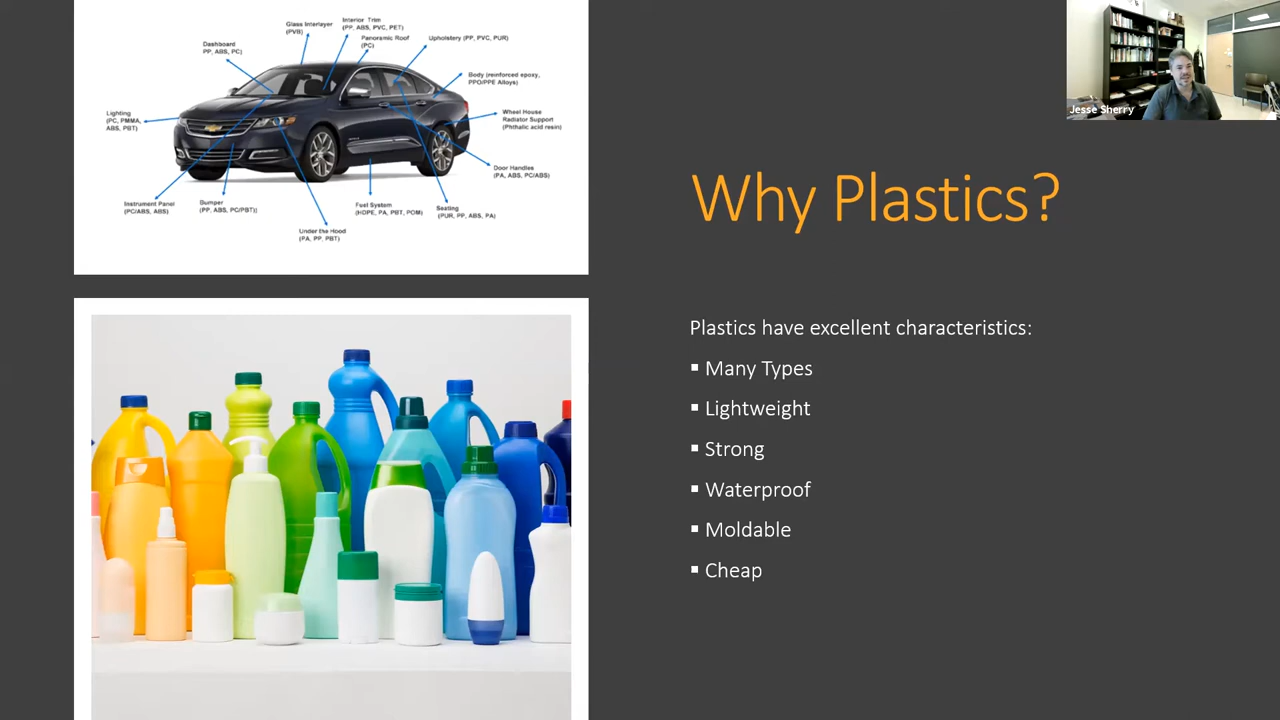 Glass Interlayer
(PVB)
Interior Trim
(PP, ABS, PVC, PET)
Panoramic Roof
(PC)
Upholstery (PP, PVC, PUR)
Dashboard
PP, ABS, PC)
Body (reinforced epoxy,
PPO/PPE Alloys)
Lighting
(PC, PMMA,
ABS, PBT)
Wheel House
Radiator Support
(Phthalic acid resin)
Door Handles
(PA, ABS, PC/ABS)
Instrument Panel
(PC/ABS, ABS)
Bumper
(PP, ABS, PC/PBT))
Fuel System
(HDPE, PA, PBT, POM)
Seating
(PUR, PP, ABS, PA)
Under the Hood
(PA, PP, PBT)
Jesse Sherry
Why Plastics?
Plastics have excellent characteristics:
▪ Many Types
▪ Lightweight
▪ Strong
▪ Waterproof
▪ Moldable
▪ Cheap